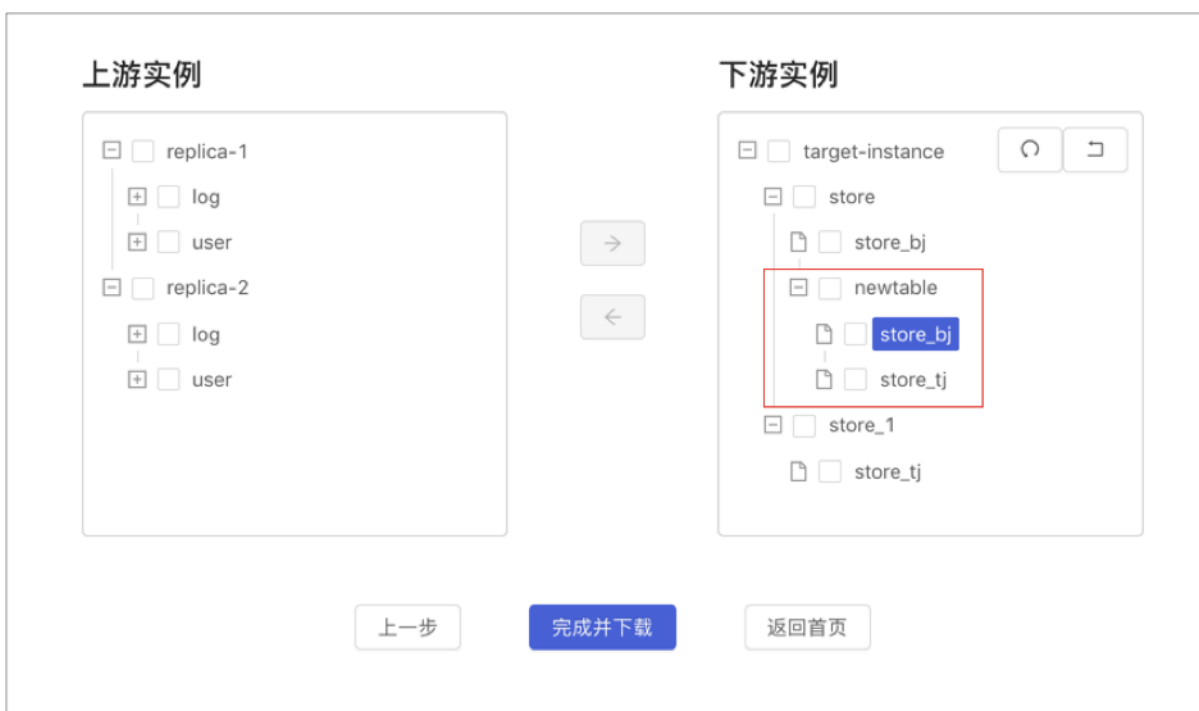 上游实例
replica-1
log
user
replica-2
log
user
下游实例
target-instance
store
store_bj
newtable
store_bj
store_tj
store_1
store_tj
上一步
完成并下载
返回首页